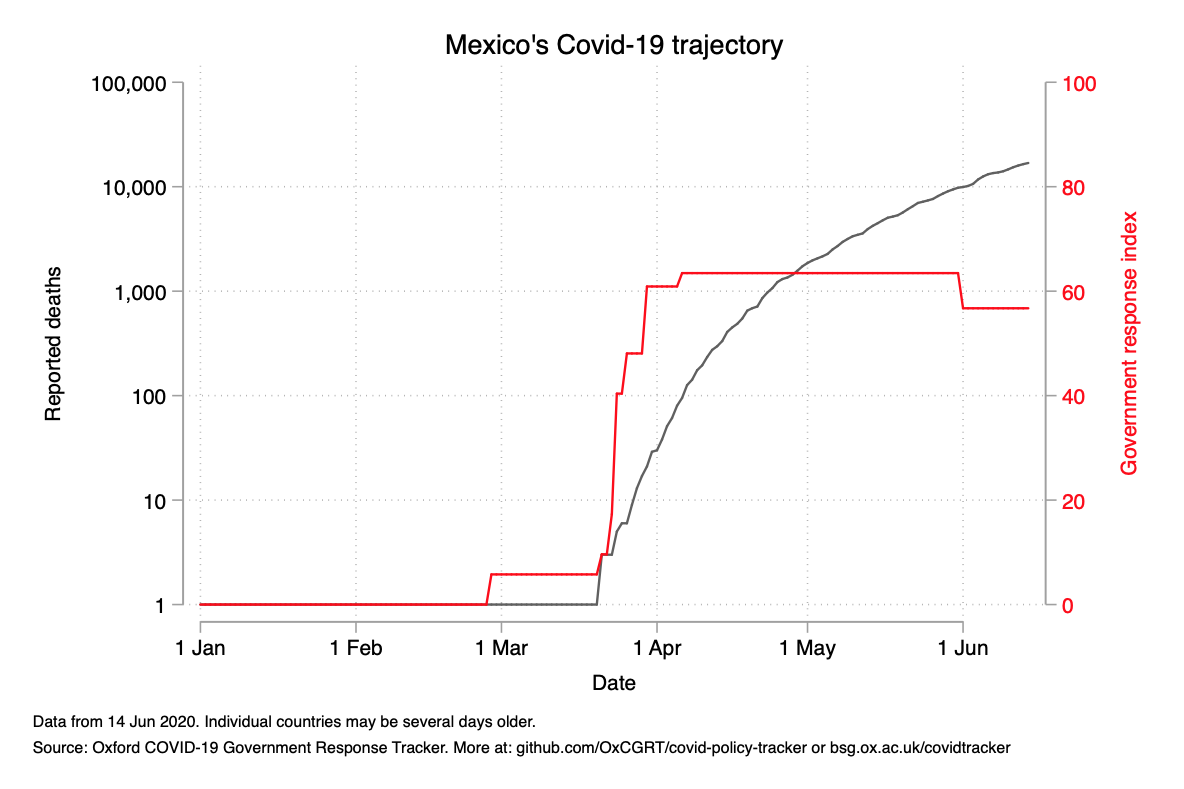 Mexico's Covid-19 trajectory
100,000
10,000
1,000
100
10
1
Reported deaths
100
80
60
40
20
0
Government response index
1 Jan
1 Feb
1 Mar
1 Apr
1 May
1 Jun
Date
Data from 14 Jun 2020. Individual countries may be several days older.
Source: Oxford COVID-19 Government Response Tracker. More at: github.com/OxCGRT/covid-policy-tracker or bsg.ox.ac.uk/covidtracker